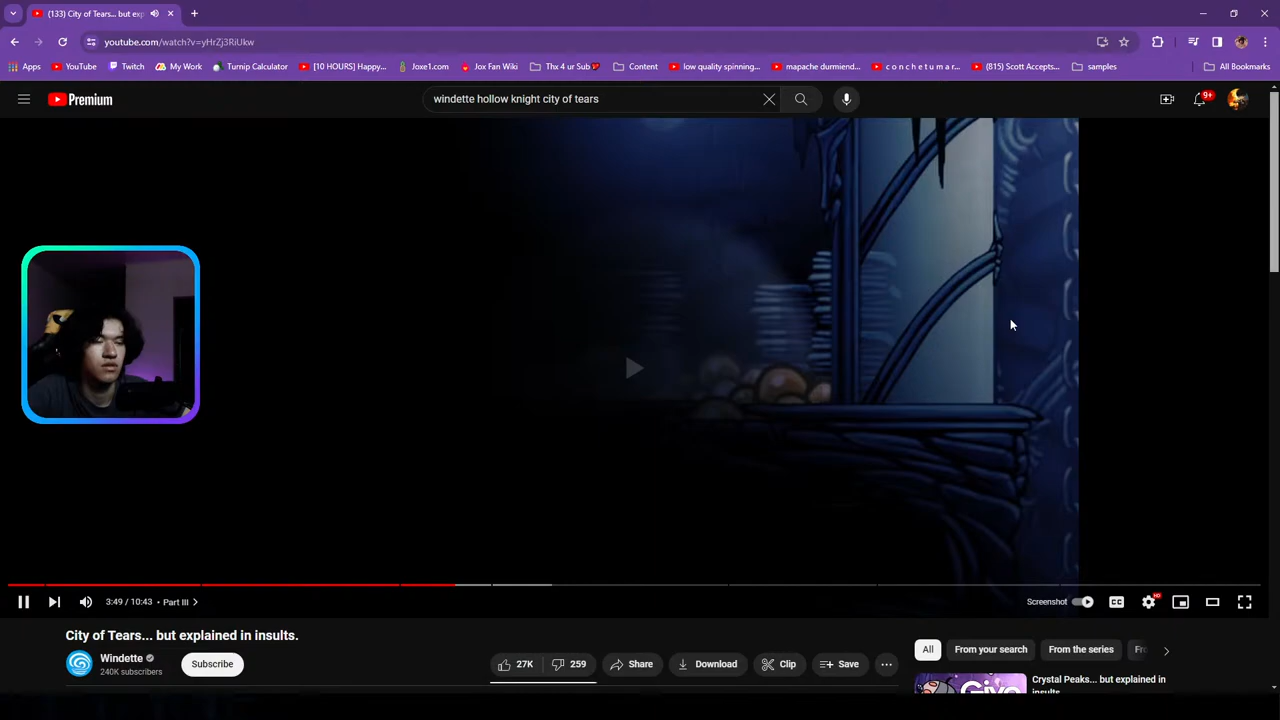 (133) City of Tears... but exp
youtube.com/watch?v=yHrZj3RiUkw
Apps YouTube Twitch My Work Turnip Calculator [10 HOURS] Happy... Joxe1.com Jox Fan Wiki Thx 4 ur Sub Content low quality spinning... mapache durmiend... c o n c h e t u m a r... (815) Scott Accepts... samples All Bookmarks
Premium
windette hollow knight city of tears
9+
3:49 / 10:43 • Part III
Screenshot
CC
HD
City of Tears... but explained in insults.
Windette
240K subscribers
Subscribe
27K
259
Share
Download
Clip
Save
All
From your search
From the series
Crystal Peaks... but explained in
insults
Give